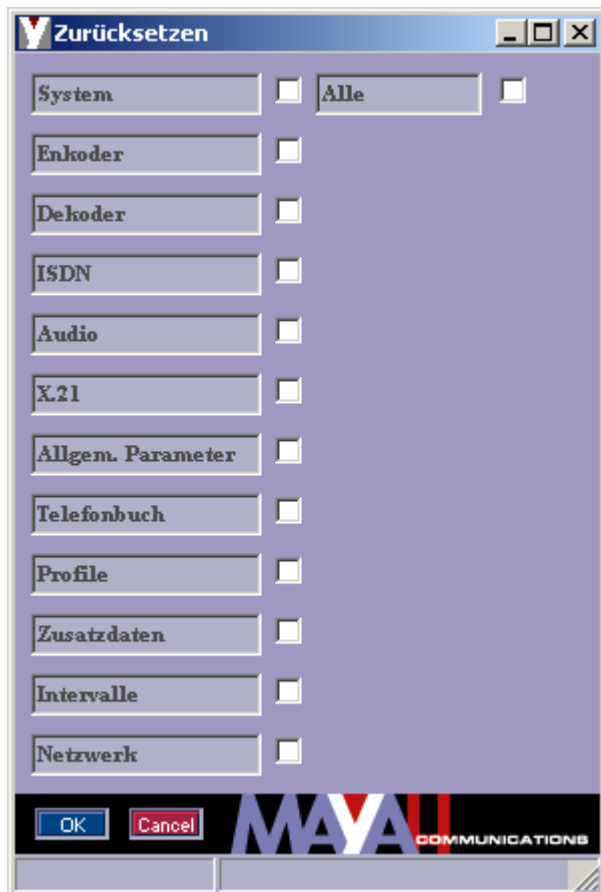 Zurücksetzen
System Alle
Enkoder
Dekoder
ISDN
Audio
X.21
Allgem. Parameter
Telefonbuch
Profile
Zusatzdaten
Intervalle
Netzwerk
OK Cancel MAYAH COMMUNICATIONS